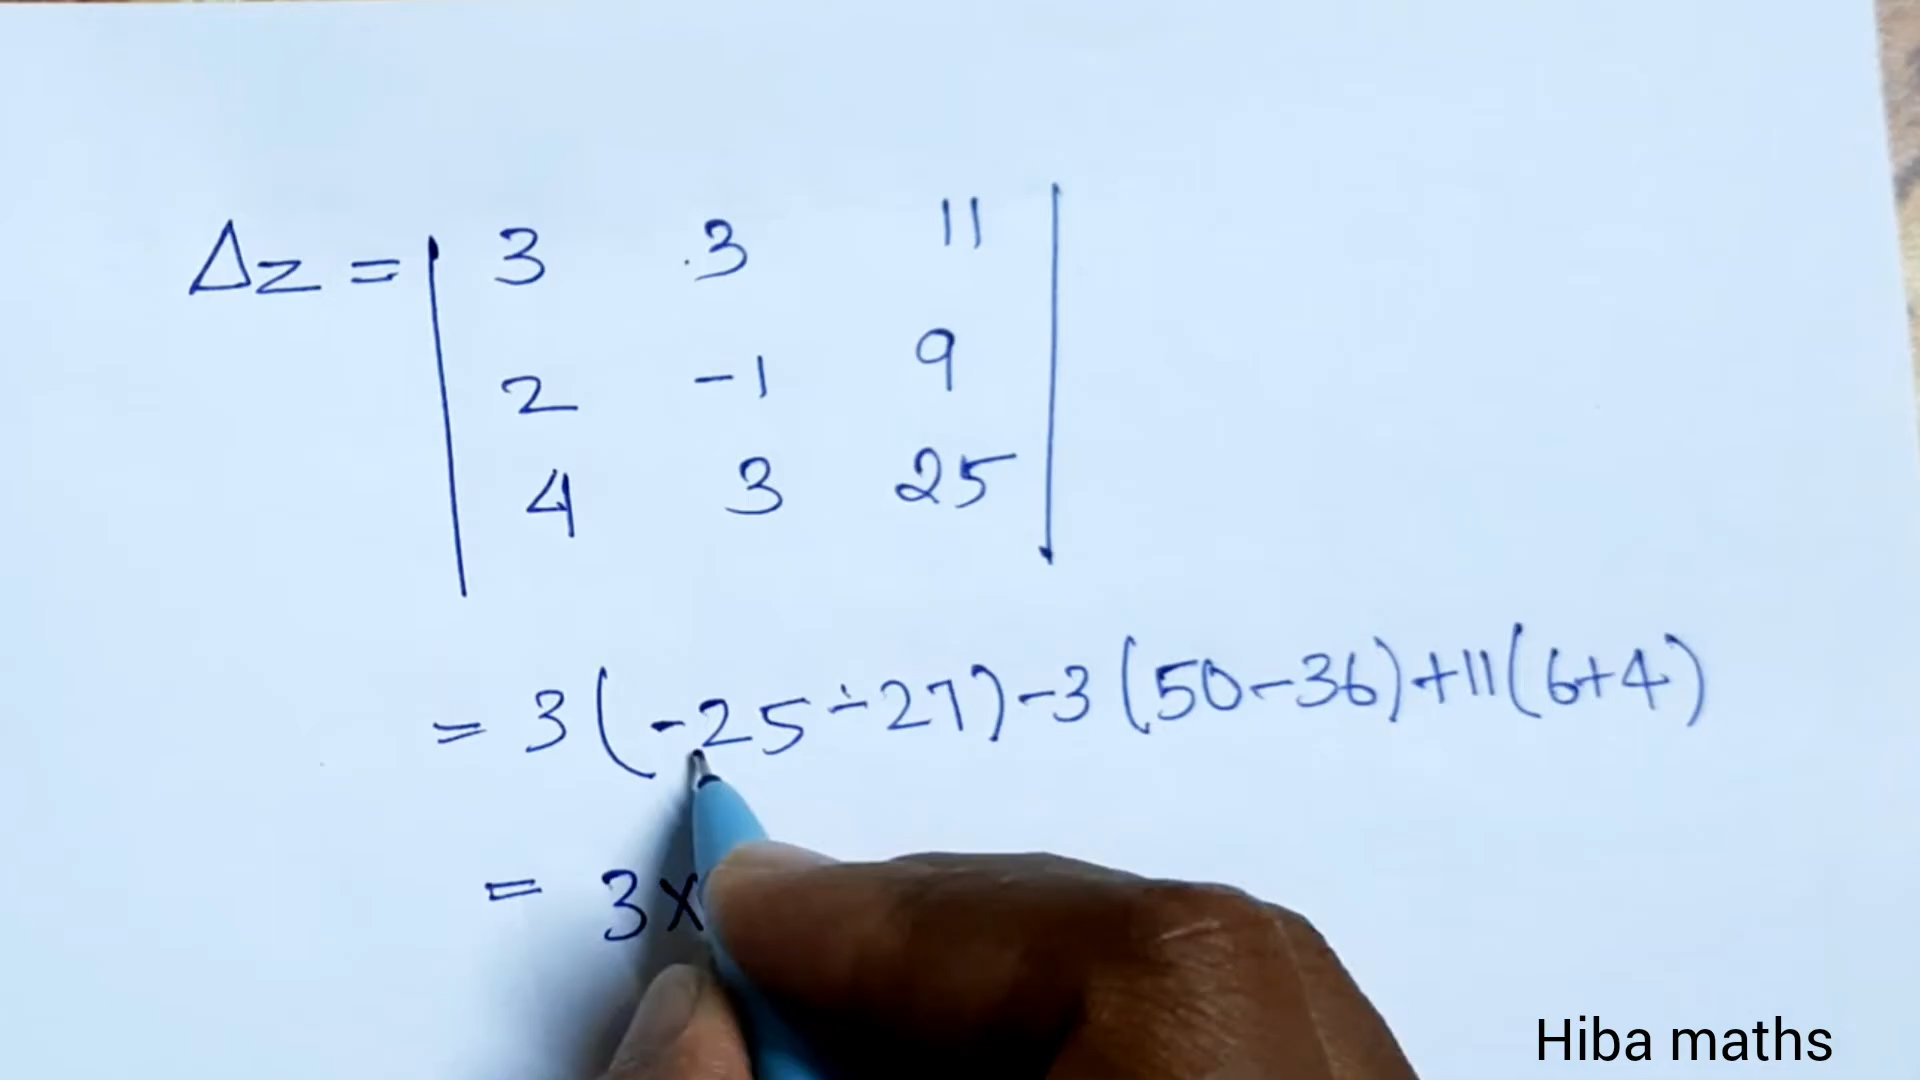 Δz = | 3 3 11 |
2 -1 9
4 3 25
= 3(-25-27)-3(50-36)+11(6+4)
= 3×
Hiba maths